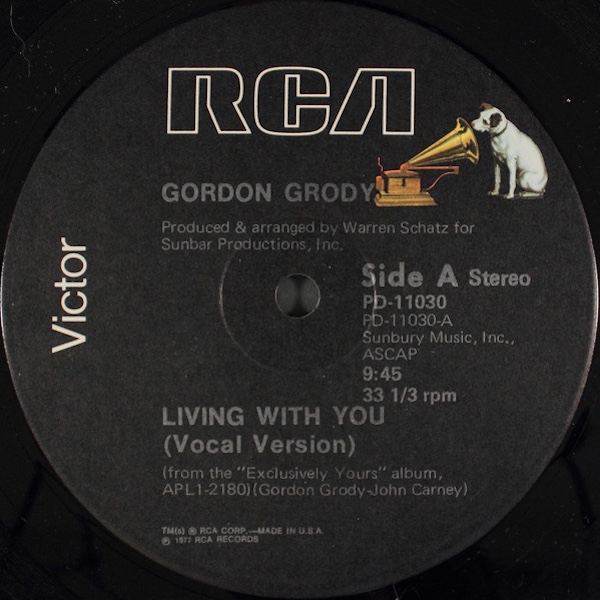 RCA
GORDON GRODY
Produced & arranged by Warren Schatz for
Sunbar Productions, Inc.
Victor
Side A Stereo
PD-11030
PD-11030-A
Sunbury Music, Inc.,
ASCAP
9:45
33 1/3 rpm
LIVING WITH YOU
(Vocal Version)
(from the "Exclusively Yours" album,
APL1-2180)(Gordon Grody-John Carney)
TM(s) ® RCA CORP.—MADE IN U.S.A.
℗ 1977 RCA RECORDS